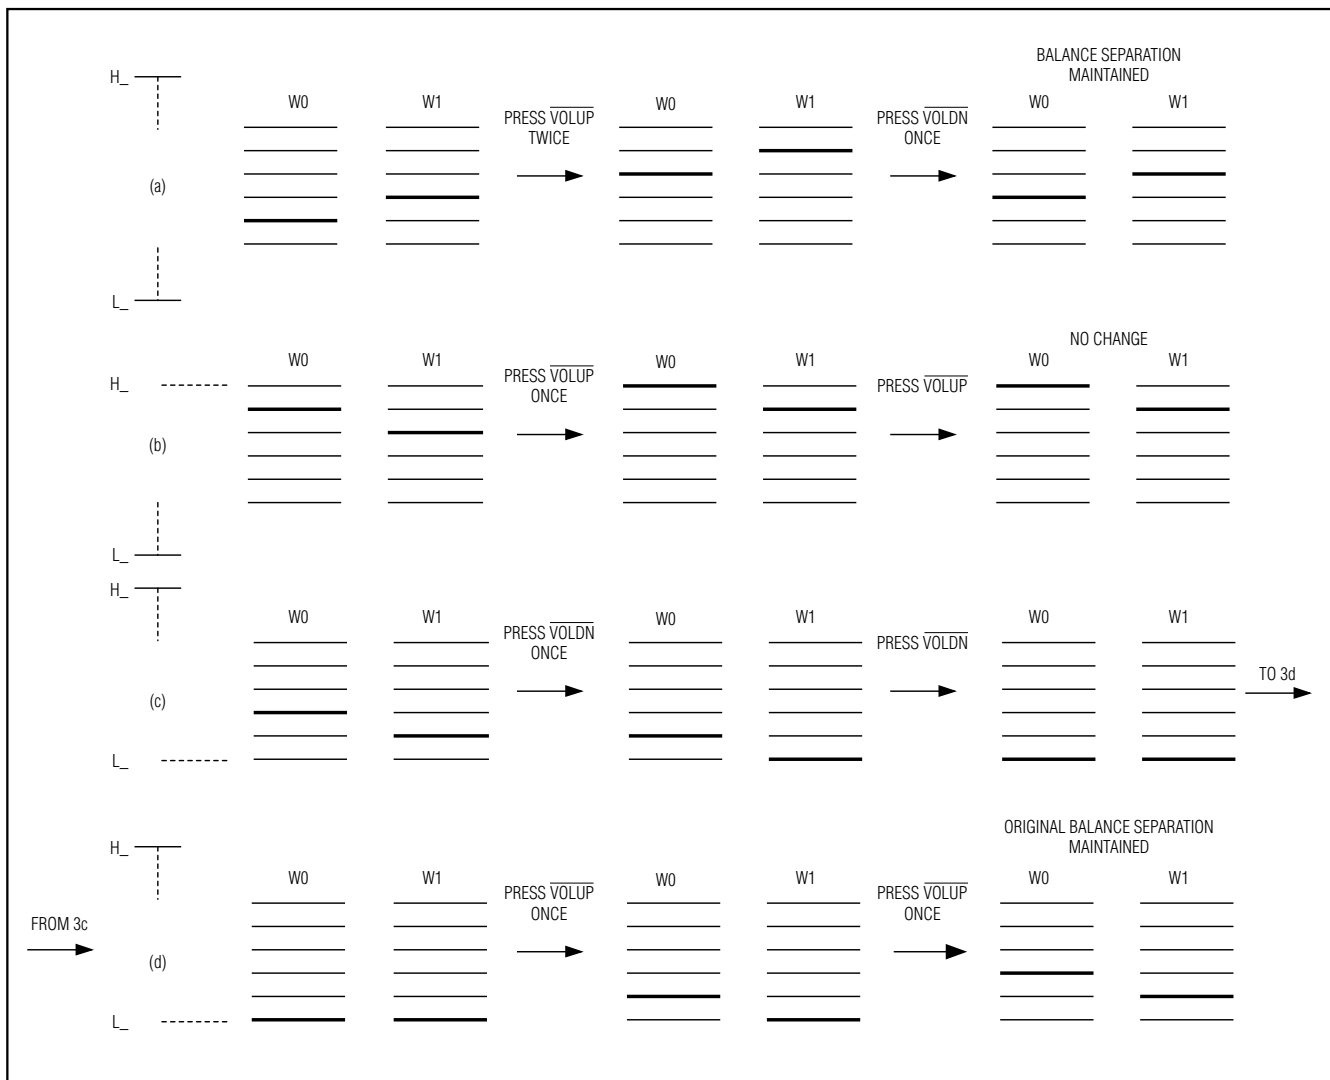 BALANCE SEPARATION
MAINTAINED
H_
W0
W1
PRESS VOLUP
TWICE
W0
W1
PRESS VOLDN
ONCE
W0
W1
(a)
L_
NO CHANGE
W0
W1
W0
W1
W0
W1
H_
PRESS VOLUP
ONCE
PRESS VOLUP
(b)
L_
H_
W0
W1
PRESS VOLDN
ONCE
W0
W1
PRESS VOLDN
W0
W1
(c)
TO 3d
L_
ORIGINAL BALANCE SEPARATION
MAINTAINED
H_
W0
W1
PRESS VOLUP
ONCE
W0
W1
PRESS VOLUP
ONCE
W0
W1
FROM 3c
(d)
L_